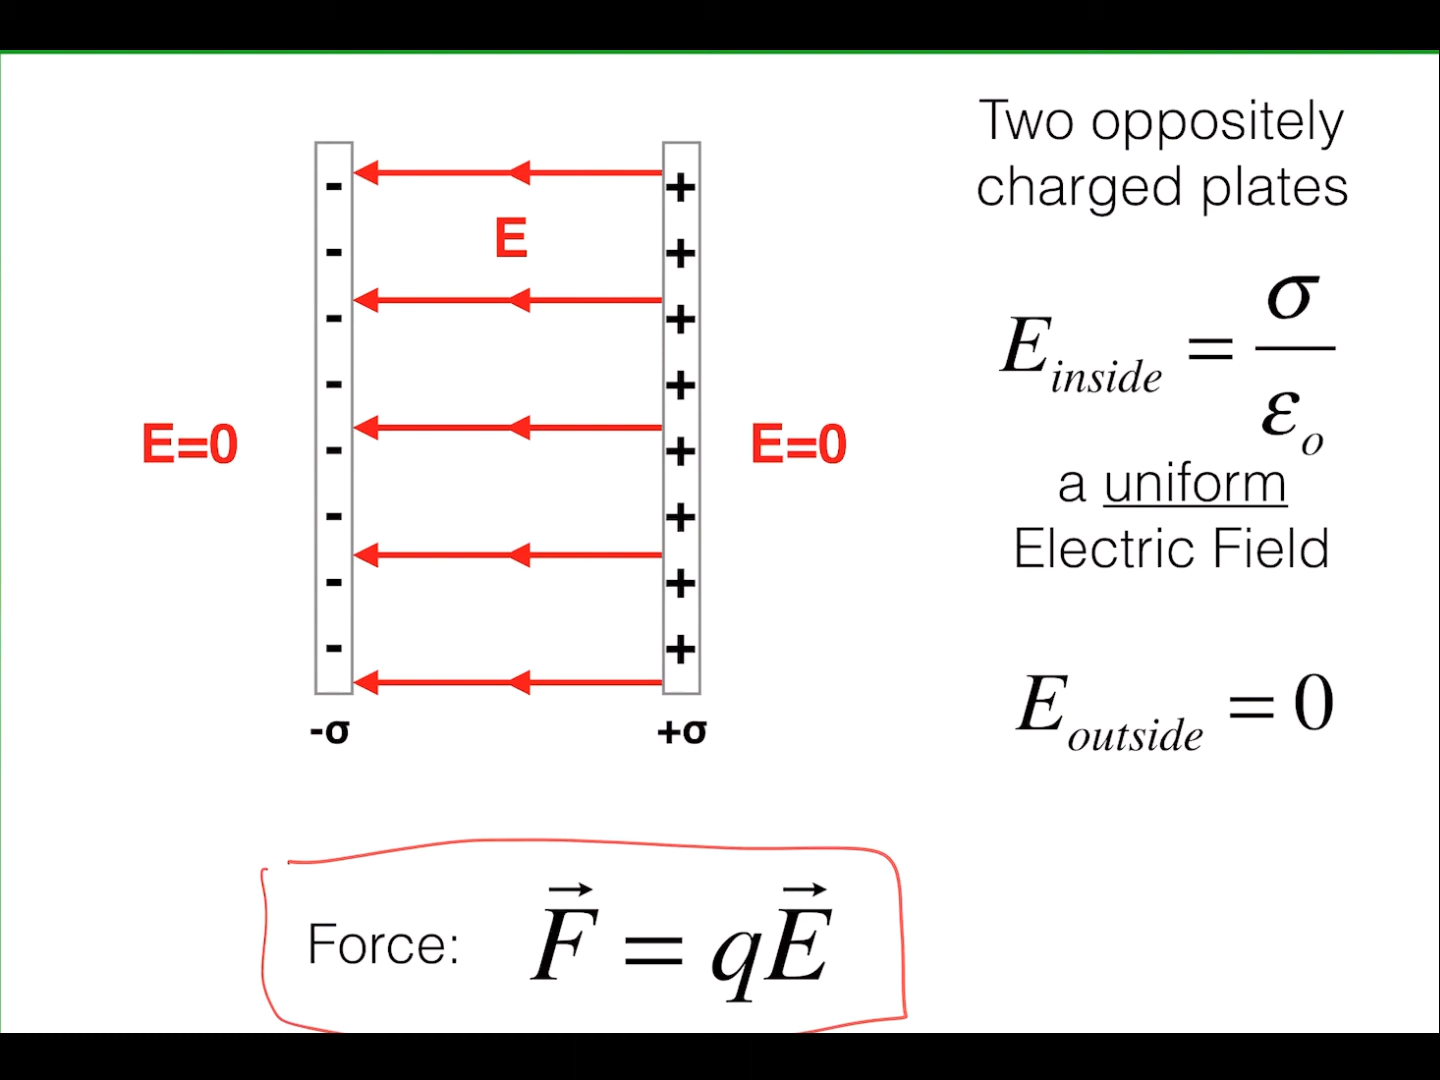 Two oppositely
charged plates
E_inside = σ/ε_o
a uniform
Electric Field
E_outside = 0
- +
- +
E
- +
- +
E=0 - + E=0
- +
- +
- +
-σ +σ
Force: F⃗ = qE⃗